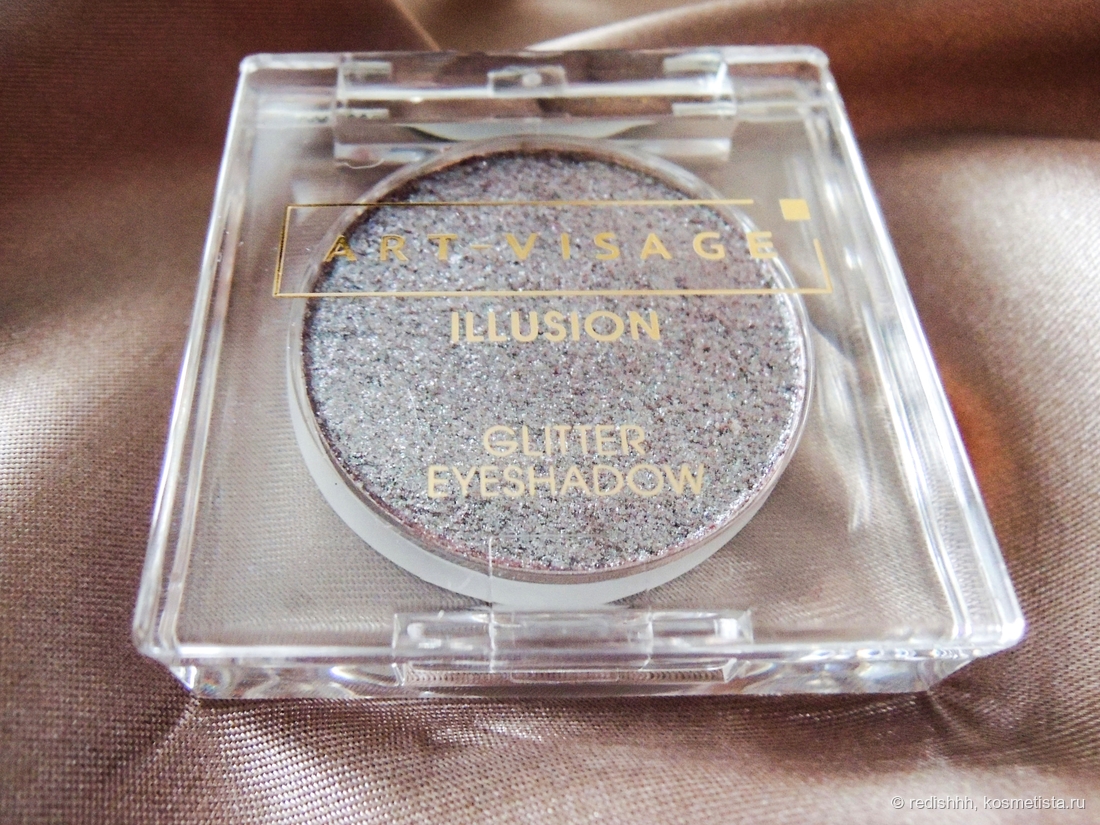 ART-VISAGE
ILLUSION
GLITTER
EYESHADOW
© redishhh, kosmetista.ru